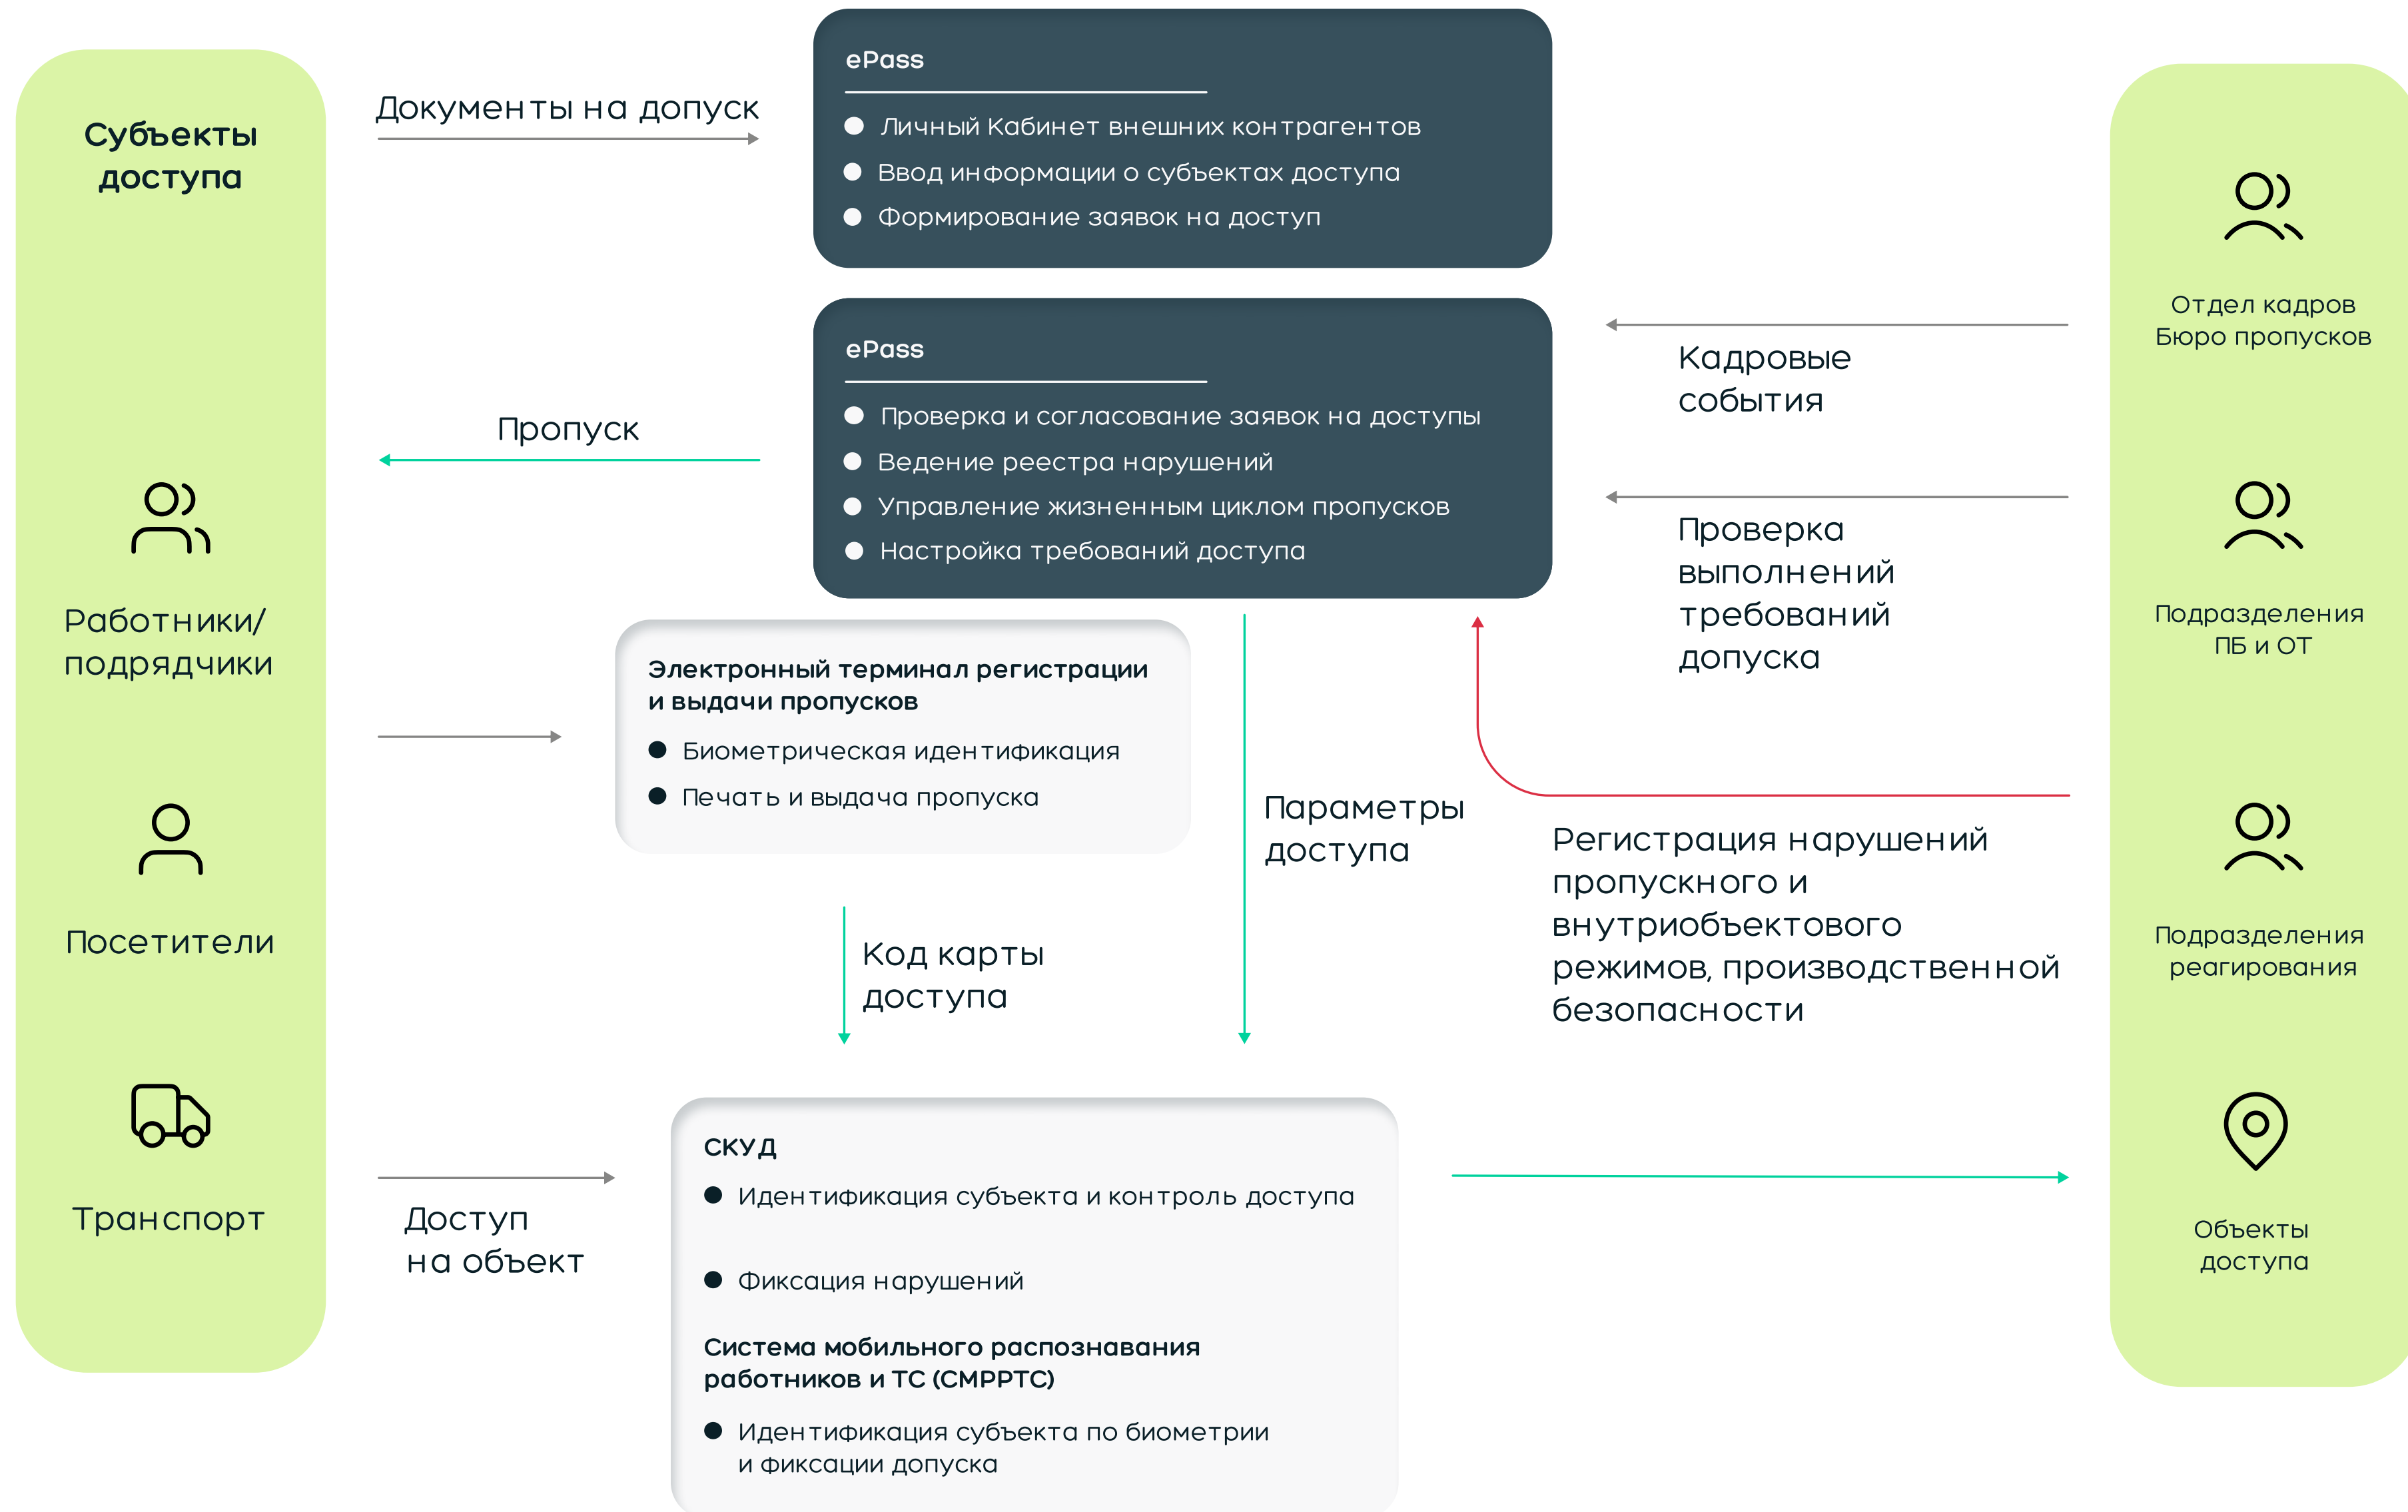 Субъекты
доступа
Работники/
подрядчики
Посетители
Транспорт
Документы на допуск
Пропуск
Доступ
на объект
ePass
Личный Кабинет внешних контрагентов
Ввод информации о субъектах доступа
Формирование заявок на доступ
ePass
Проверка и согласование заявок на доступы
Ведение реестра нарушений
Управление жизненным циклом пропусков
Настройка требований доступа
Электронный терминал регистрации
и выдачи пропусков
Биометрическая идентификация
Печать и выдача пропуска
Код карты
доступа
Параметры
доступа
СКУД
Идентификация субъекта и контроль доступа
Фиксация нарушений
Система мобильного распознавания
работников и ТС (СМРРТС)
Идентификация субъекта по биометрии
и фиксации допуска
Кадровые
события
Проверка
выполнений
требований
допуска
Регистрация нарушений
пропускного и
внутриобъектового
режимов, производственной
безопасности
Отдел кадров
Бюро пропусков
Подразделения
ПБ и ОТ
Подразделения
реагирования
Объекты
доступа